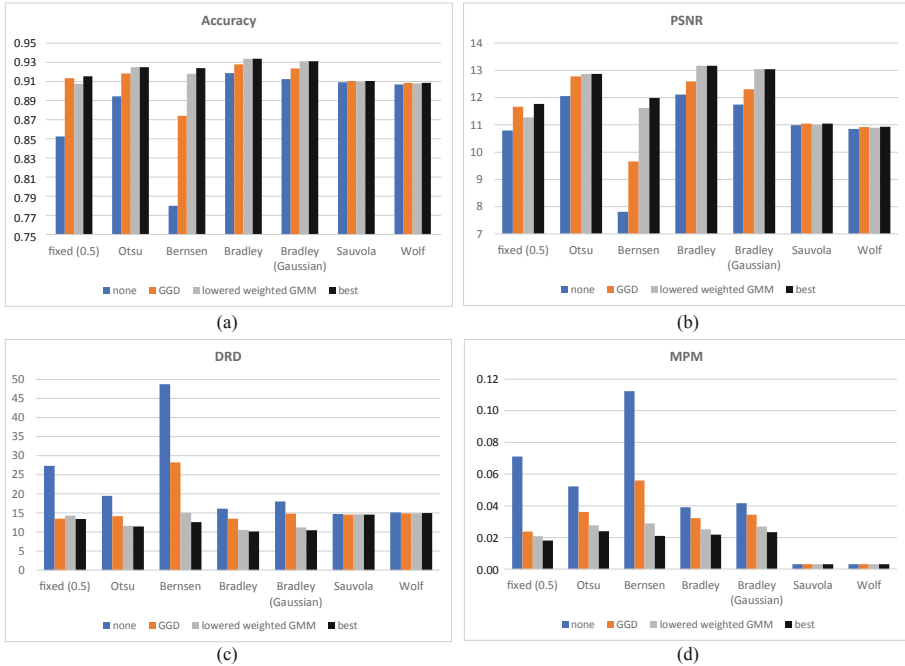 Accuracy
0.95
0.93
0.91
0.89
0.87
0.85
0.83
0.81
0.79
0.77
0.75
fixed (0.5) Otsu Bernsen Bradley Bradley (Gaussian) Sauvola Wolf
none GGD lowered weighted GMM best
(a)
PSNR
14
13
12
11
10
9
8
7
fixed (0.5) Otsu Bernsen Bradley Bradley (Gaussian) Sauvola Wolf
none GGD lowered weighted GMM best
(b)
DRD
50
45
40
35
30
25
20
15
10
5
0
fixed (0.5) Otsu Bernsen Bradley Bradley (Gaussian) Sauvola Wolf
none GGD lowered weighted GMM best
(c)
MPM
0.12
0.10
0.08
0.06
0.04
0.02
0.00
fixed (0.5) Otsu Bernsen Bradley Bradley (Gaussian) Sauvola Wolf
none GGD lowered weighted GMM best
(d)